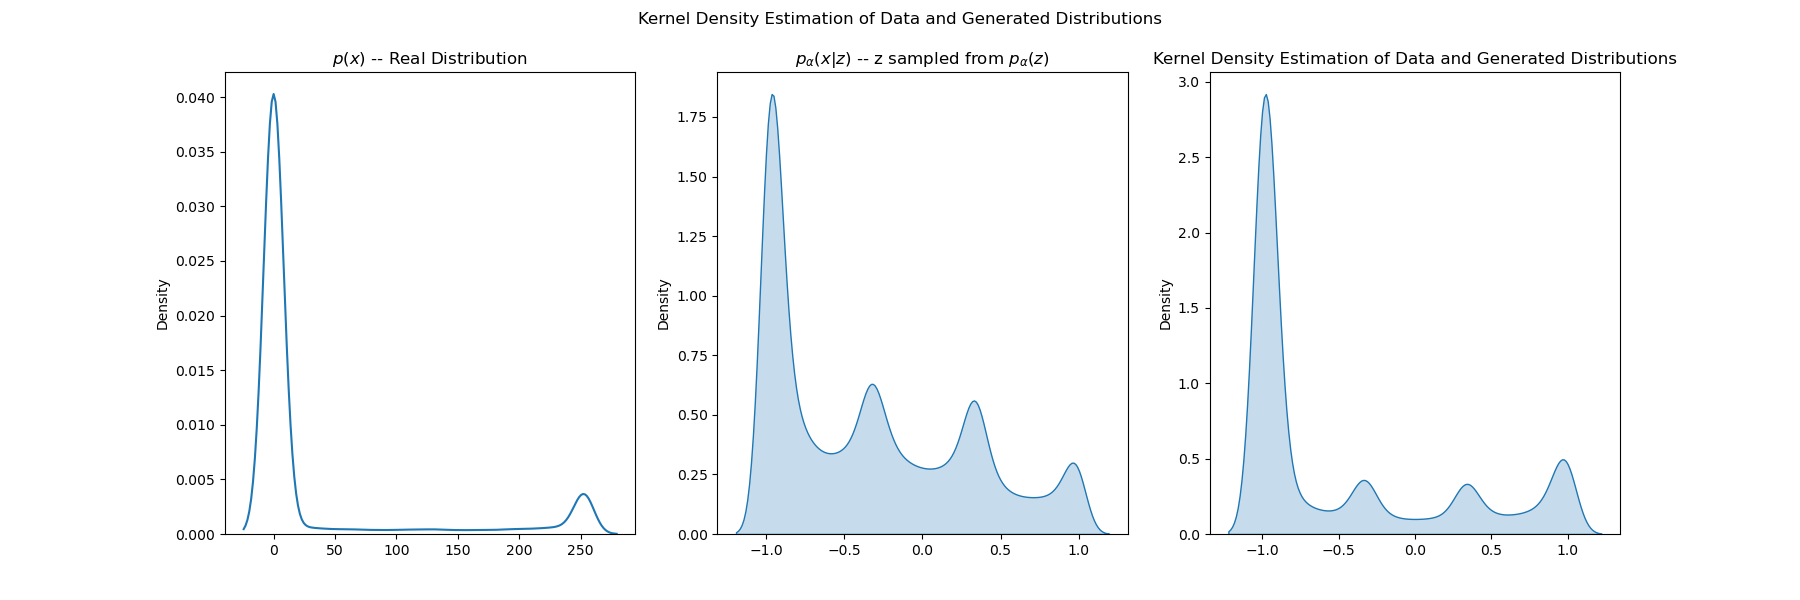 Kernel Density Estimation of Data and Generated Distributions
p(x) -- Real Distribution
Density
0.040
0.035
0.030
0.025
0.020
0.015
0.010
0.005
0.000
0 50 100 150 200 250
pα(x|z) -- z sampled from pα(z)
Density
1.75
1.50
1.25
1.00
0.75
0.50
0.25
0.00
−1.0 −0.5 0.0 0.5 1.0
Kernel Density Estimation of Data and Generated Distributions
Density
3.0
2.5
2.0
1.5
1.0
0.5
0.0
−1.0 −0.5 0.0 0.5 1.0